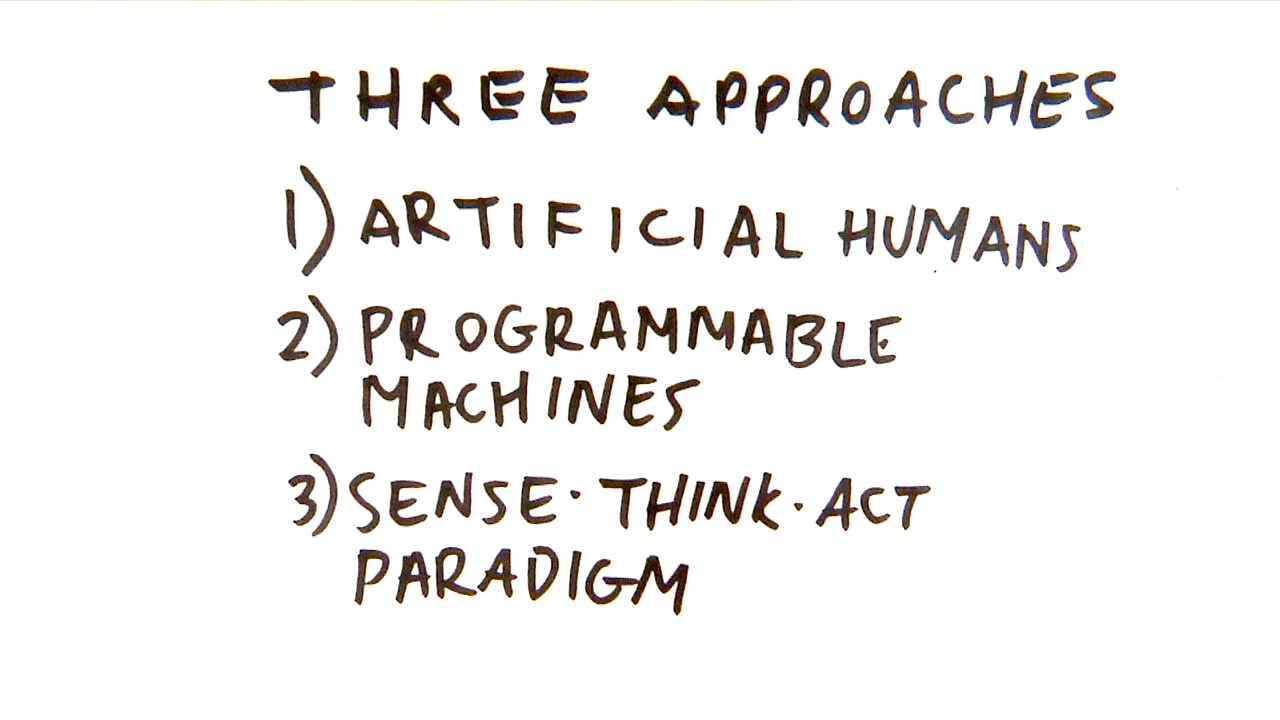 THREE APPROACHES
1) ARTIFICIAL HUMANS
2) PROGRAMMABLE
MACHINES
3) SENSE · THINK · ACT
PARADIGM